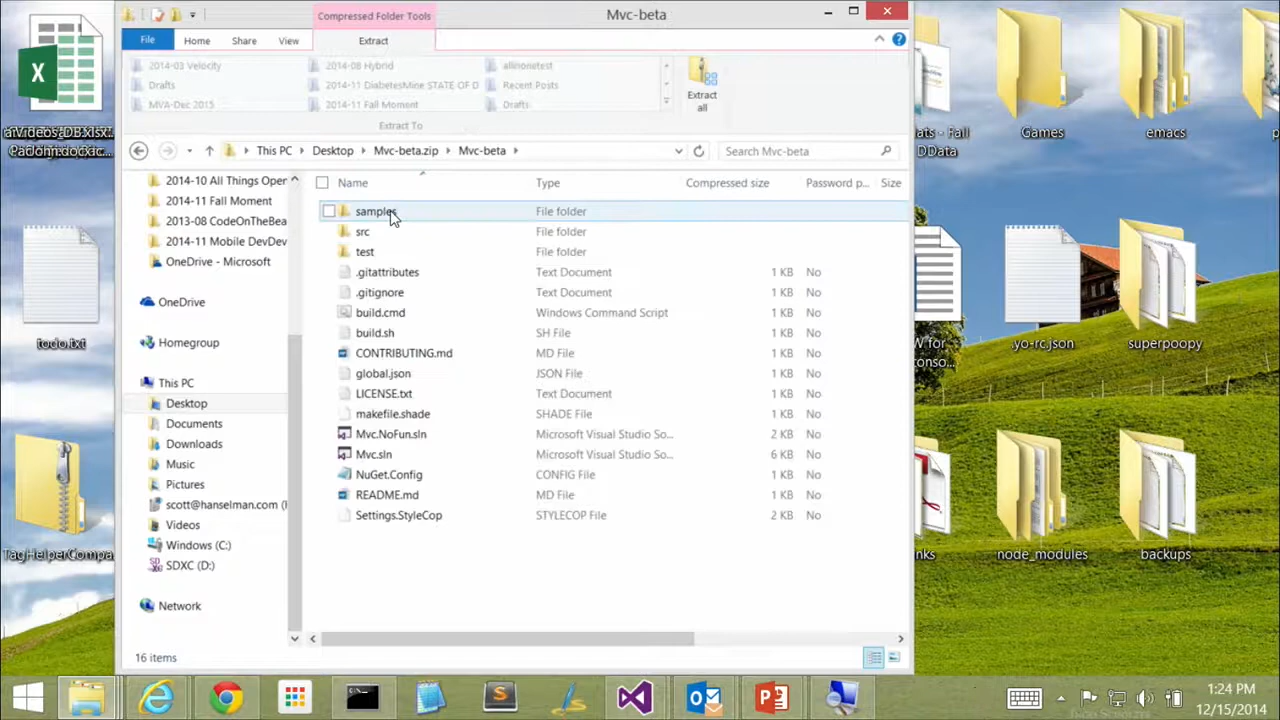 Compressed Folder Tools
Mvc-beta
File
Home
Share
View
Extract
2014-03 Velocity
2014-08 Hybrid
allinonetest
Drafts
2014-11 DiabetesMine STATE OF D
Recent Posts
MVA-Dec 2015
2014-11 Fall Moment
Drafts
Extract all
Extract To
This PC
Desktop
Mvc-beta.zip
Mvc-beta
Search Mvc-beta
2014-10 All Things Oper
2014-11 Fall Moment
2013-08 CodeOnTheBea
2014-11 Mobile DevDev
OneDrive - Microsoft
OneDrive
Homegroup
This PC
Desktop
Documents
Downloads
Music
Pictures
scott@hanselman.com (
Videos
Windows (C:)
SDXC (D:)
Network
Name Type Compressed size Password p... Size
samples File folder
src File folder
test File folder
.gitattributes Text Document 1 KB No
.gitignore Text Document 1 KB No
build.cmd Windows Command Script 1 KB No
build.sh SH File 1 KB No
CONTRIBUTING.md MD File 1 KB No
global.json JSON File 1 KB No
LICENSE.txt Text Document 1 KB No
makefile.shade SHADE File 1 KB No
Mvc.NoFun.sln Microsoft Visual Studio So... 2 KB No
Mvc.sln Microsoft Visual Studio So... 6 KB No
NuGet.Config CONFIG File 1 KB No
README.md MD File 1 KB No
Settings.StyleCop STYLECOP File 2 KB No
16 items
todo.txt
TagHelperCompa
ats - Fall
DData
Games
emacs
W for
onso...
.yo-rc.json
superpoopy
nks
node_modules
backups
1:24 PM
12/15/2014